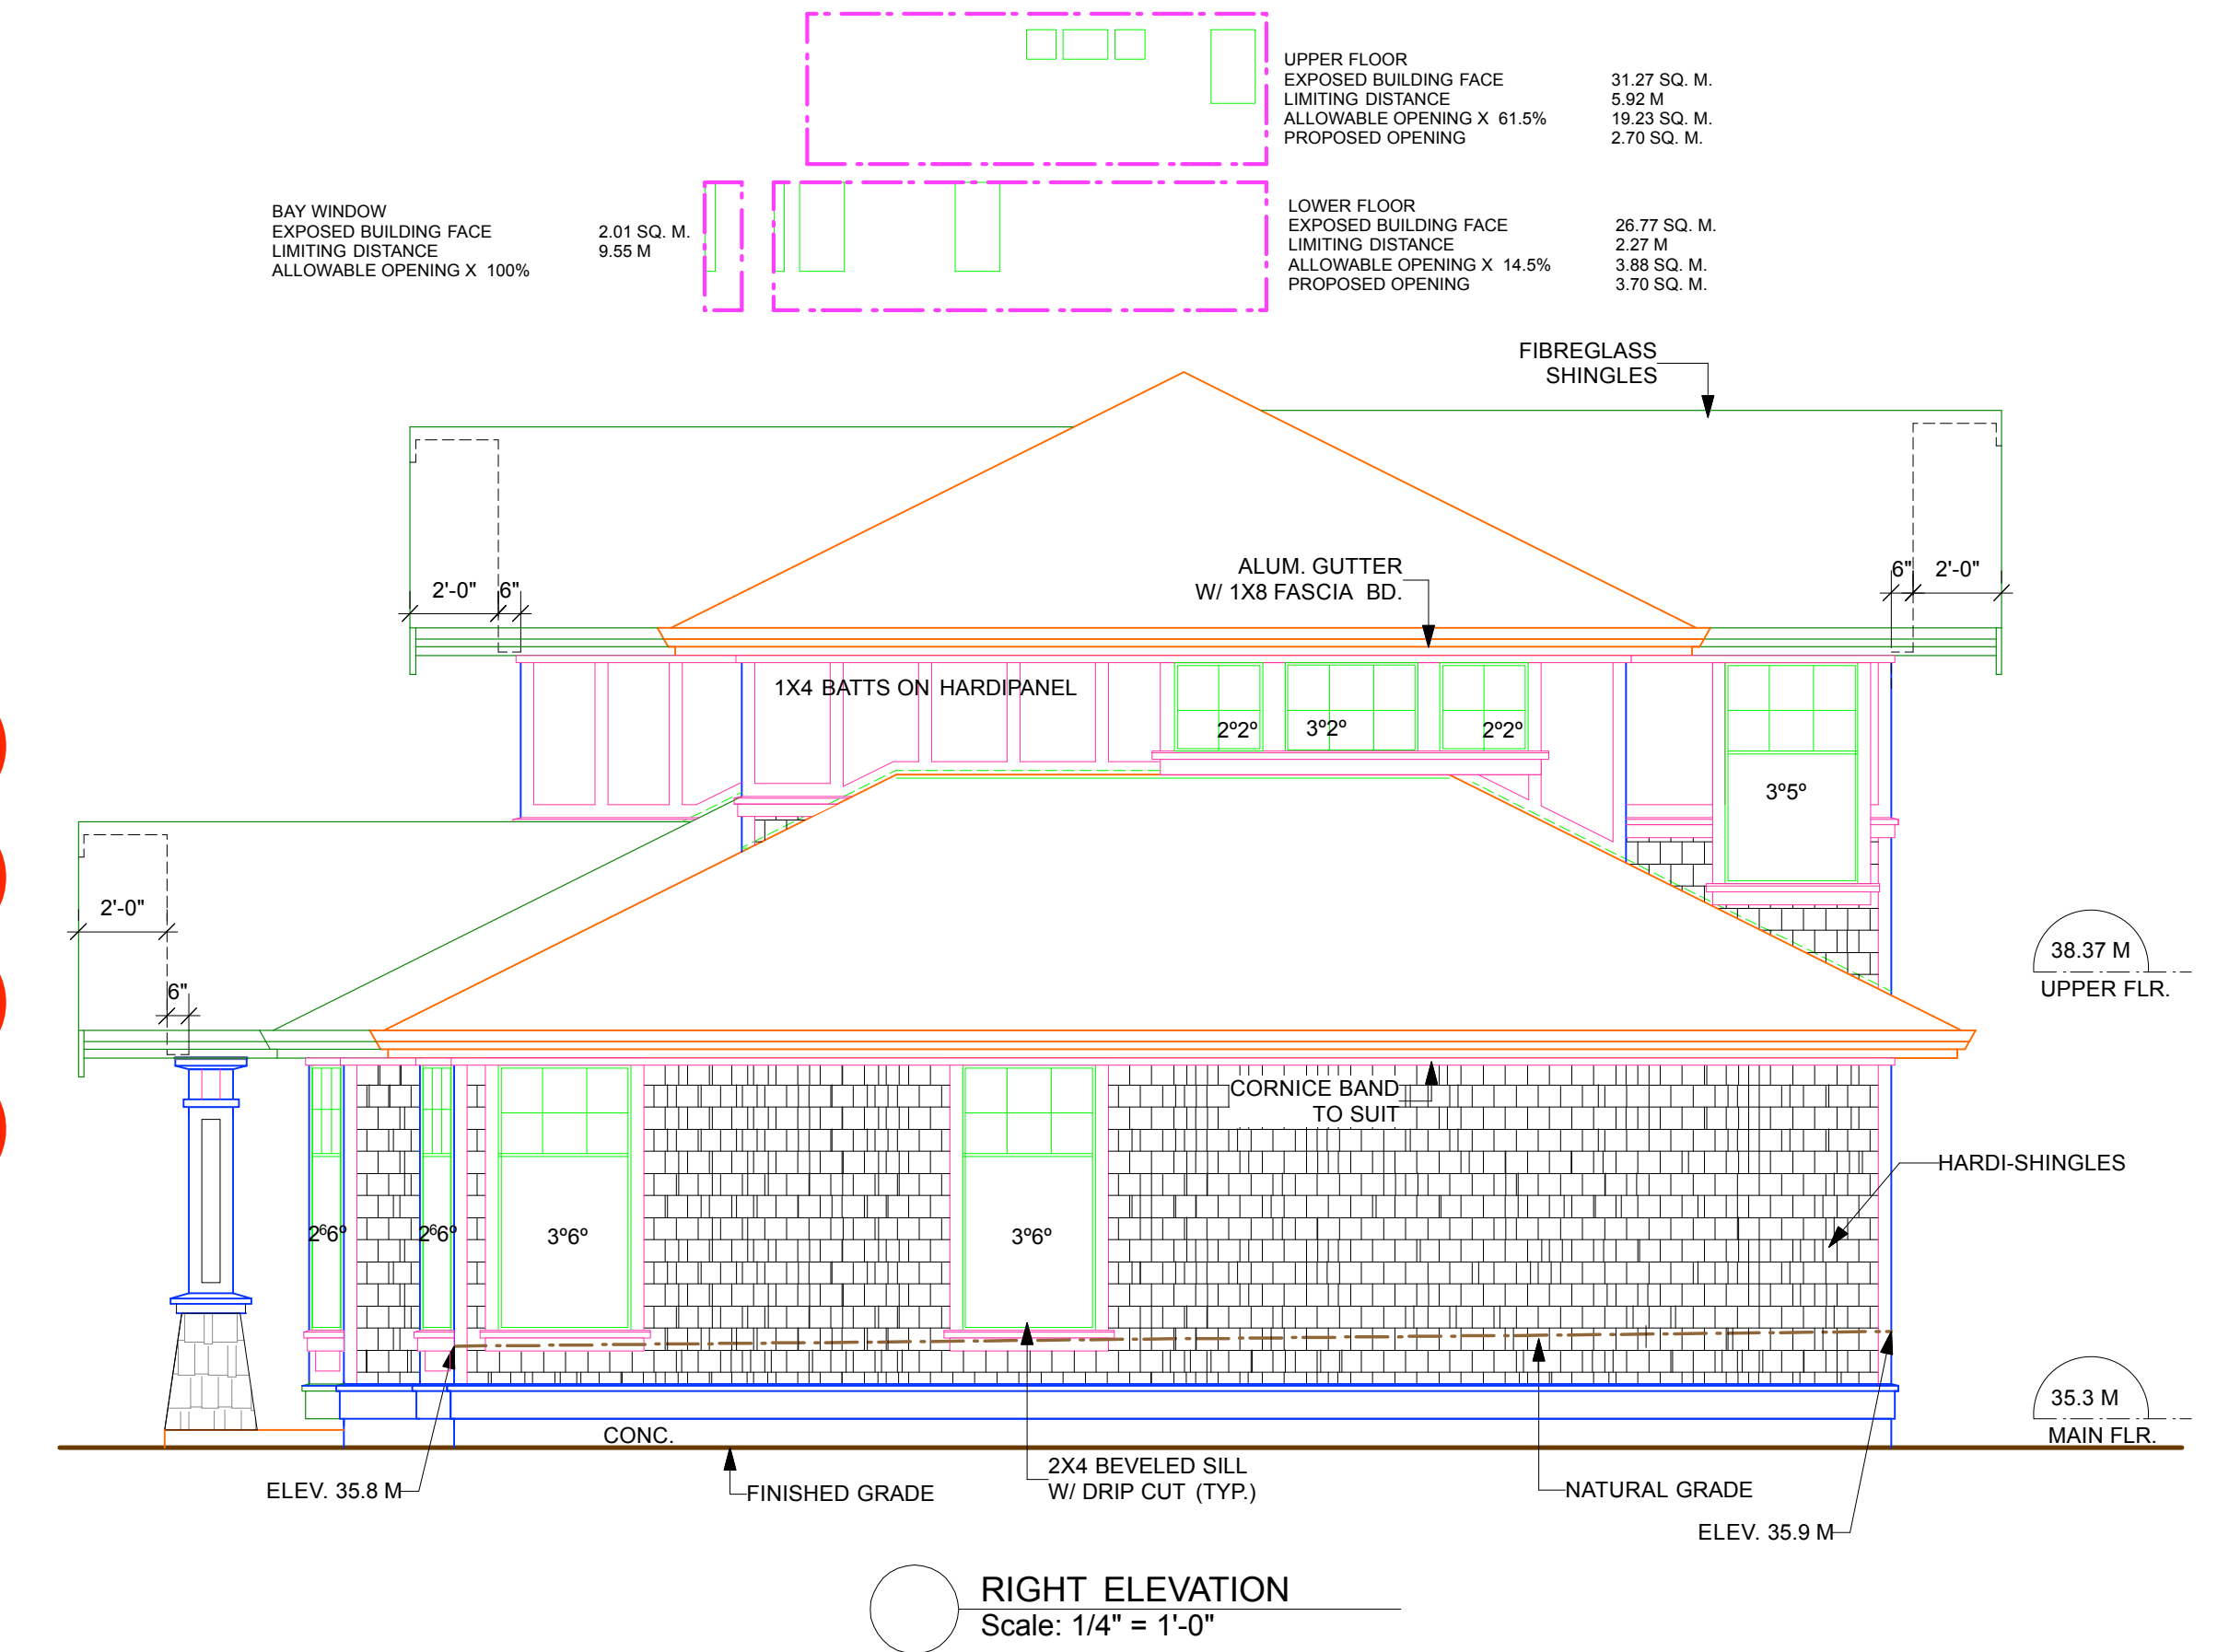 UPPER FLOOR
EXPOSED BUILDING FACE 31.27 SQ. M.
LIMITING DISTANCE 5.92 M
ALLOWABLE OPENING X 61.5% 19.23 SQ. M.
PROPOSED OPENING 2.70 SQ. M.
BAY WINDOW
EXPOSED BUILDING FACE 2.01 SQ. M.
LIMITING DISTANCE 9.55 M
ALLOWABLE OPENING X 100%
LOWER FLOOR
EXPOSED BUILDING FACE 26.77 SQ. M.
LIMITING DISTANCE 2.27 M
ALLOWABLE OPENING X 14.5% 3.88 SQ. M.
PROPOSED OPENING 3.70 SQ. M.
FIBREGLASS
SHINGLES
ALUM. GUTTER
W/ 1X8 FASCIA BD.
2'-0" 6"
6" 2'-0"
1X4 BATTS ON HARDIPANEL
2º2º 3º2º 2º2º
3º5º
2'-0"
6"
38.37 M
UPPER FLR.
CORNICE BAND
TO SUIT
HARDI-SHINGLES
2⁶6º 2⁶6º 3º6º 3º6º
35.3 M
MAIN FLR.
CONC.
ELEV. 35.8 M
FINISHED GRADE
2X4 BEVELED SILL
W/ DRIP CUT (TYP.)
NATURAL GRADE
ELEV. 35.9 M
RIGHT ELEVATION
Scale: 1/4" = 1'-0"